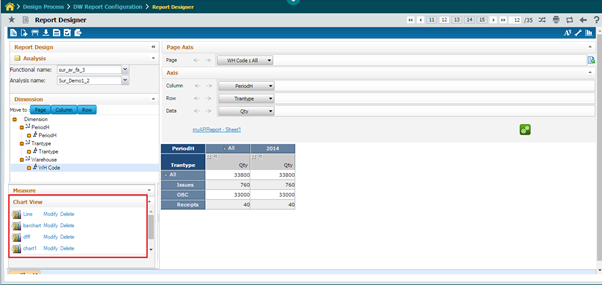 Design Process » DW Report Configuration » Report Designer
Report Designer
11 12 13 14 15 12 /35
Report Design
Analysis
Functional name: sur_ar_fa_3
Analysis name: Sur_Demo1_2
Dimension
Move to : Page Column Row
Dimension
PeriodH
PeriodH
Trantype
Trantype
Warehouse
WH Code
Measure
Chart View
Line Modify Delete
barchart Modify Delete
diff Modify Delete
chart1 Modify Delete
Page Axis
Page WH Code : All
Axis
Column PeriodH
Row Trantype
Data Qty
muAFIReport - Sheet1
PeriodH - All 2014
Trantype Qty Qty
- All 33800 33800
Issues 760 760
OBC 33000 33000
Receipts 40 40